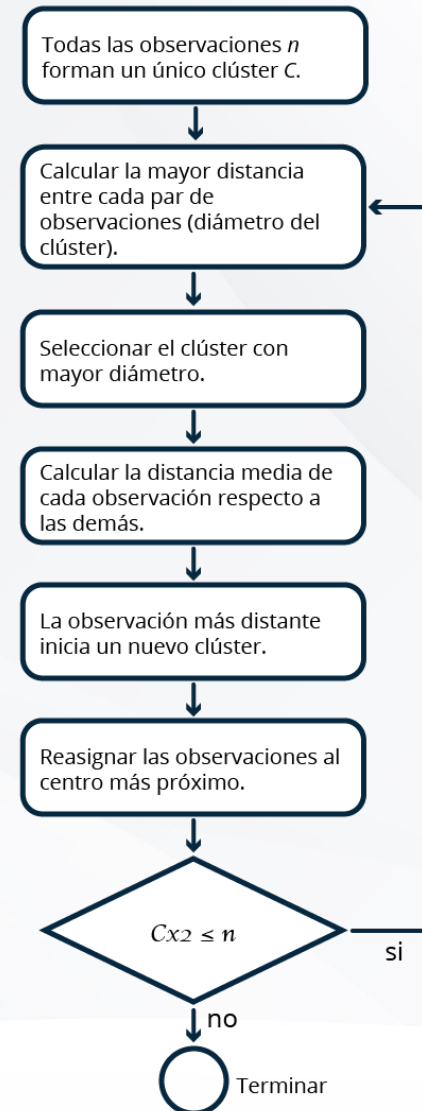 Todas las observaciones n
forman un único clúster C.
Calcular la mayor distancia
entre cada par de
observaciones (diámetro del
clúster).
Seleccionar el clúster con
mayor diámetro.
Calcular la distancia media de
cada observación respecto a
las demás.
La observación más distante
inicia un nuevo clúster.
Reasignar las observaciones al
centro más próximo.
Cx2 ≤ n
si
no
Terminar